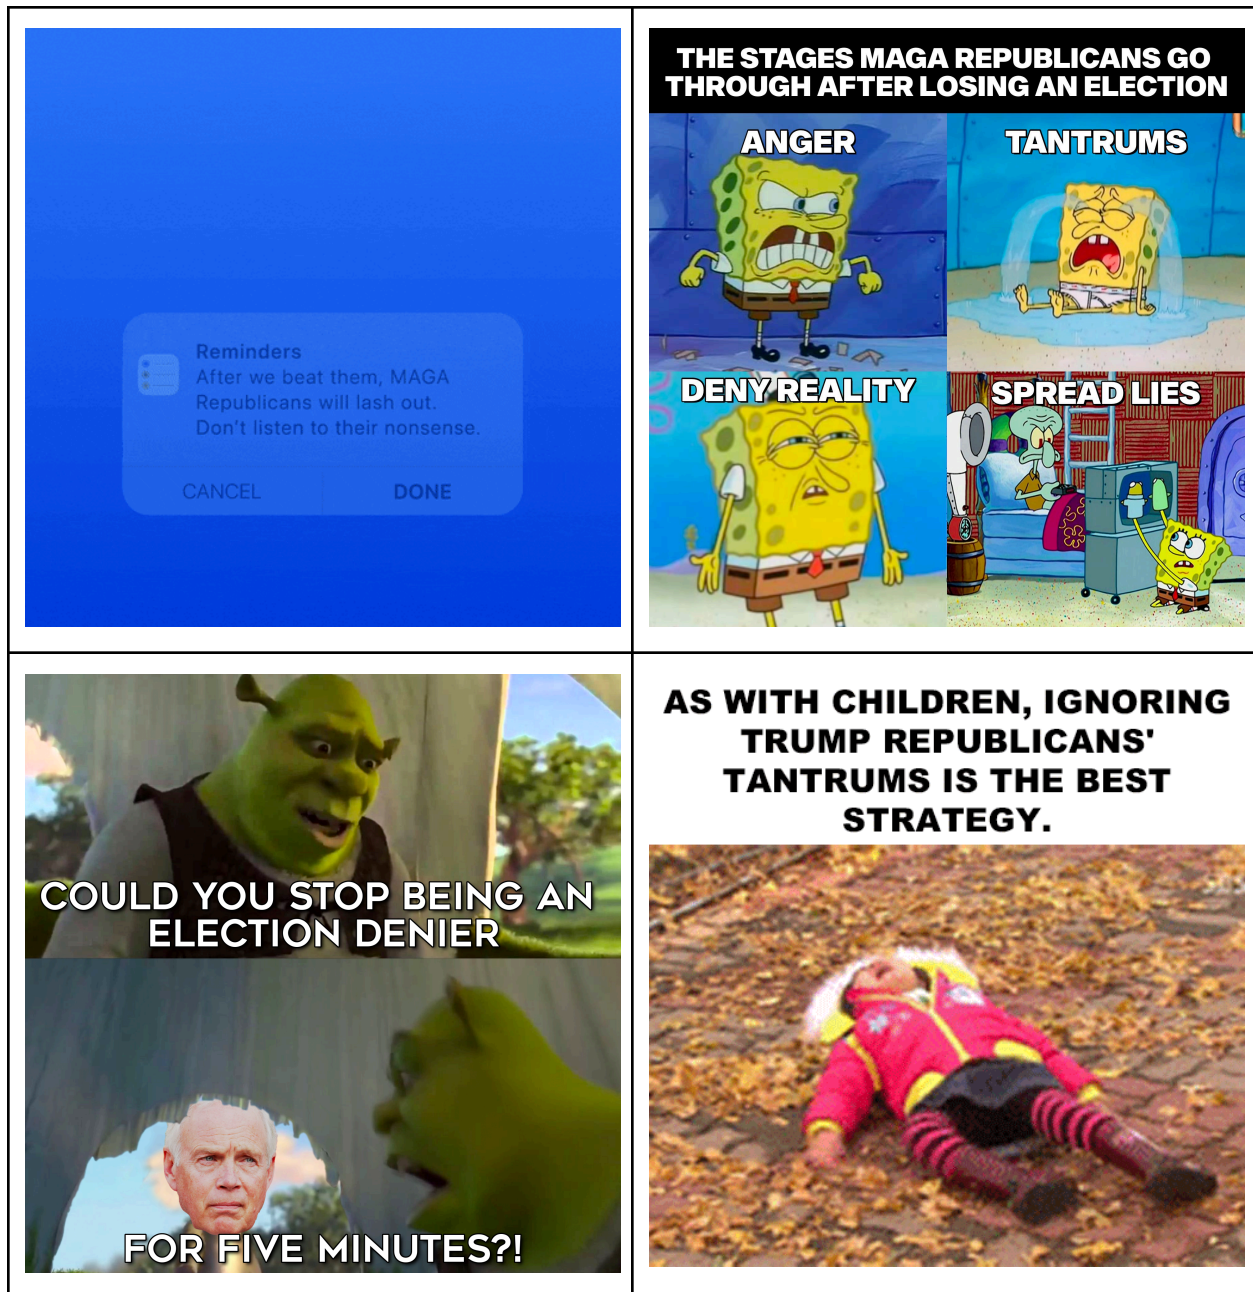 Reminders
After we beat them, MAGA
Republicans will lash out.
Don't listen to their nonsense.
CANCEL DONE
THE STAGES MAGA REPUBLICANS GO
THROUGH AFTER LOSING AN ELECTION
ANGER
TANTRUMS
DENY REALITY
SPREAD LIES
COULD YOU STOP BEING AN
ELECTION DENIER
FOR FIVE MINUTES?!
AS WITH CHILDREN, IGNORING
TRUMP REPUBLICANS'
TANTRUMS IS THE BEST
STRATEGY.